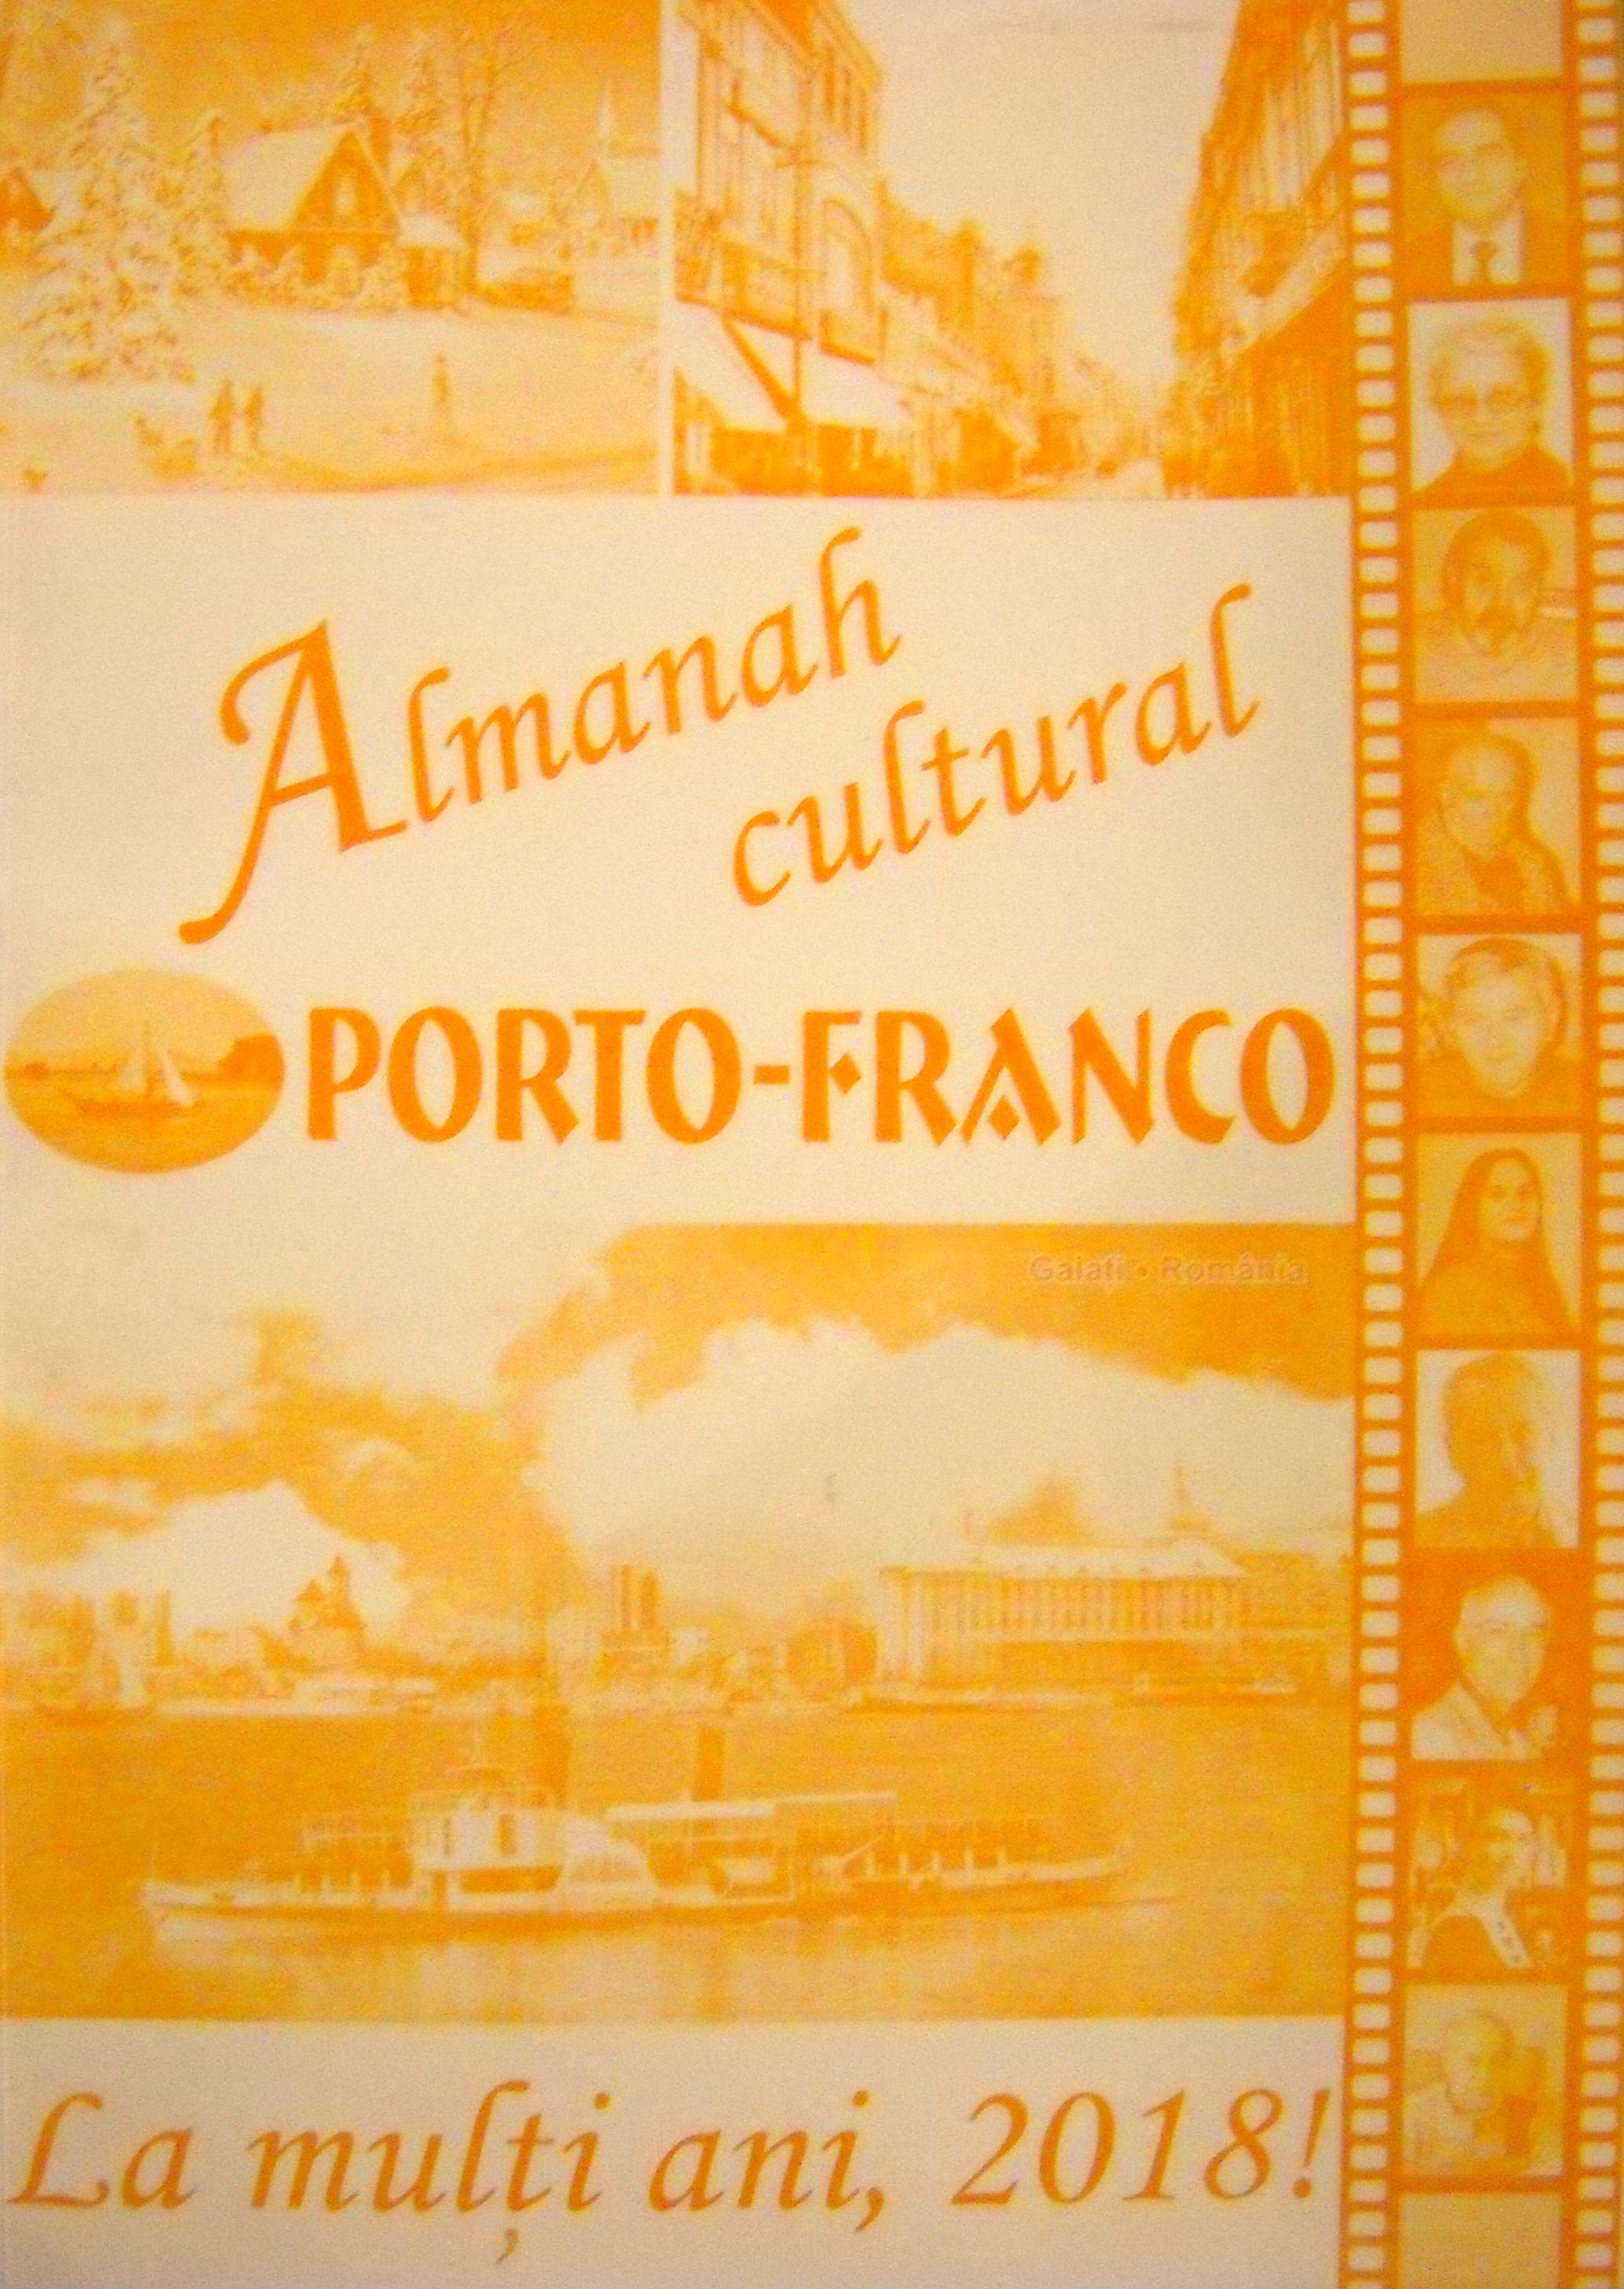 Almanah
cultural
PORTO-FRANCO
Galați • România
La mulți ani, 2018!